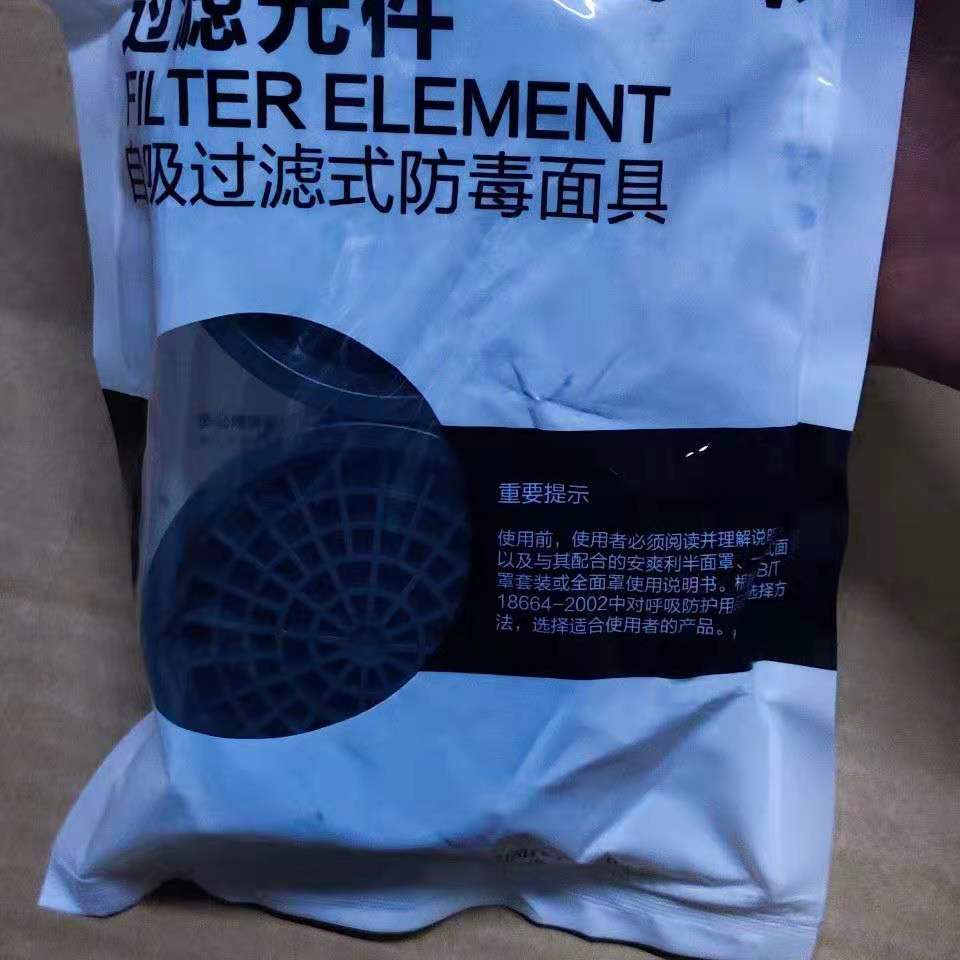 过滤元件
FILTER ELEMENT
自吸过滤式防毒面具
重要提示
使用前，使用者必须阅读并理解说
以及与其配合的安爽利半面罩、
罩套装或全面罩使用说明书。
18664-2002中对呼吸防护用
法，选择适合使用者的产品。